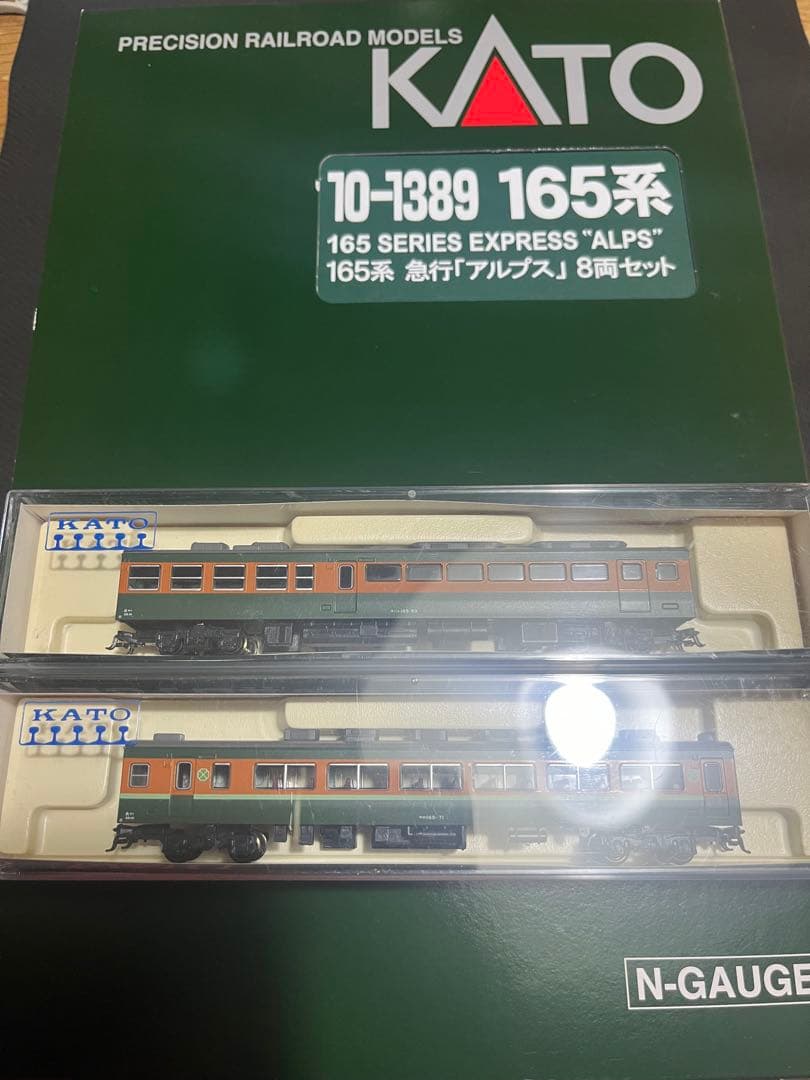 PRECISION RAILROAD MODELS
KATO
10-1389 165系
165 SERIES EXPRESS "ALPS"
165系 急行「アルプス」 8両セット
KATO
KATO
N-GAUGE